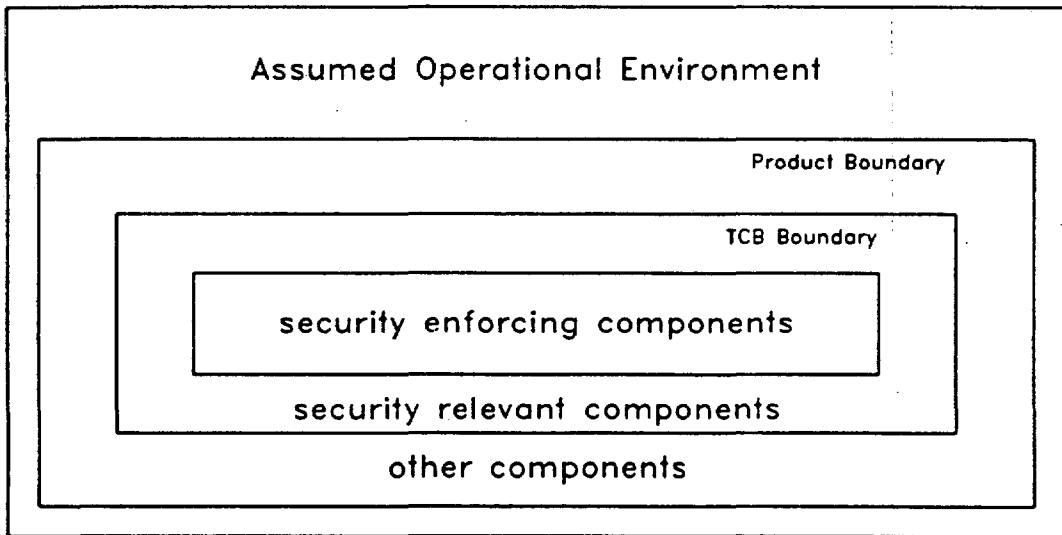 Assumed Operational Environment
Product Boundary
TCB Boundary
security enforcing components
security relevant components
other components